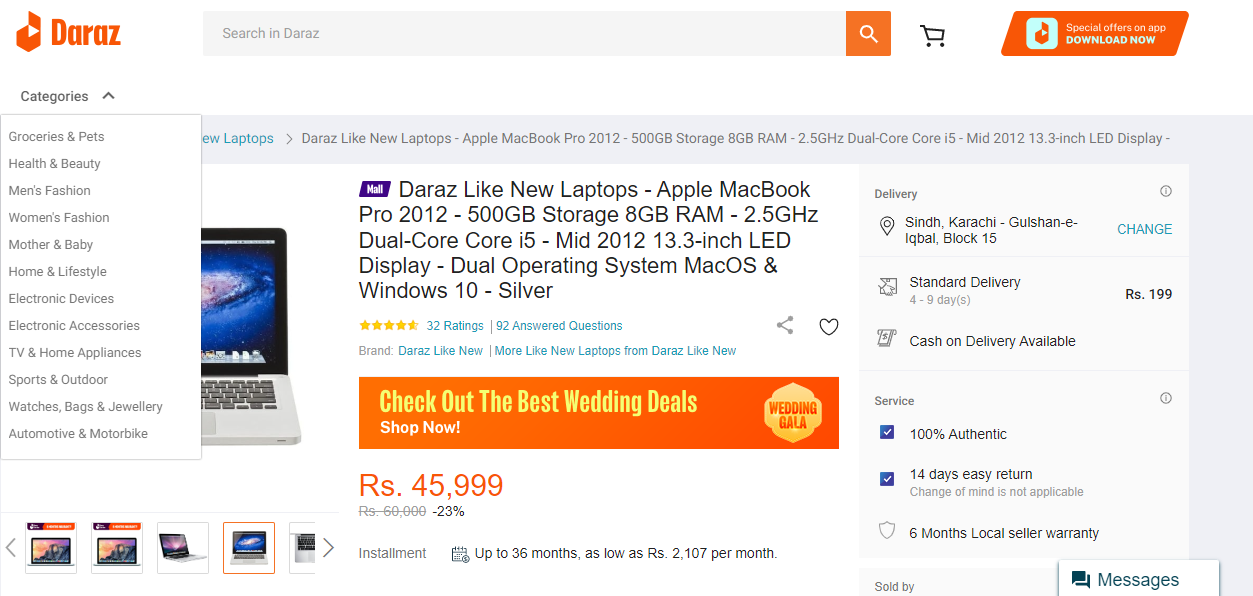 Daraz
Search in Daraz
Special offers on app
DOWNLOAD NOW
Categories
Groceries & Pets
Health & Beauty
Men's Fashion
Women's Fashion
Mother & Baby
Home & Lifestyle
Electronic Devices
Electronic Accessories
TV & Home Appliances
Sports & Outdoor
Watches, Bags & Jewellery
Automotive & Motorbike
ew Laptops > Daraz Like New Laptops - Apple MacBook Pro 2012 - 500GB Storage 8GB RAM - 2.5GHz Dual-Core Core i5 - Mid 2012 13.3-inch LED Display -
Mall Daraz Like New Laptops - Apple MacBook
Pro 2012 - 500GB Storage 8GB RAM - 2.5GHz
Dual-Core Core i5 - Mid 2012 13.3-inch LED
Display - Dual Operating System MacOS &
Windows 10 - Silver
32 Ratings | 92 Answered Questions
Brand: Daraz Like New | More Like New Laptops from Daraz Like New
Check Out The Best Wedding Deals
Shop Now!
WEDDING
GALA
Rs. 45,999
Rs. 60,000 -23%
Installment Up to 36 months, as low as Rs. 2,107 per month.
Delivery
Sindh, Karachi - Gulshan-e-
Iqbal, Block 15
CHANGE
Standard Delivery
4 - 9 day(s)
Rs. 199
Cash on Delivery Available
Service
100% Authentic
14 days easy return
Change of mind is not applicable
6 Months Local seller warranty
Sold by
Messages